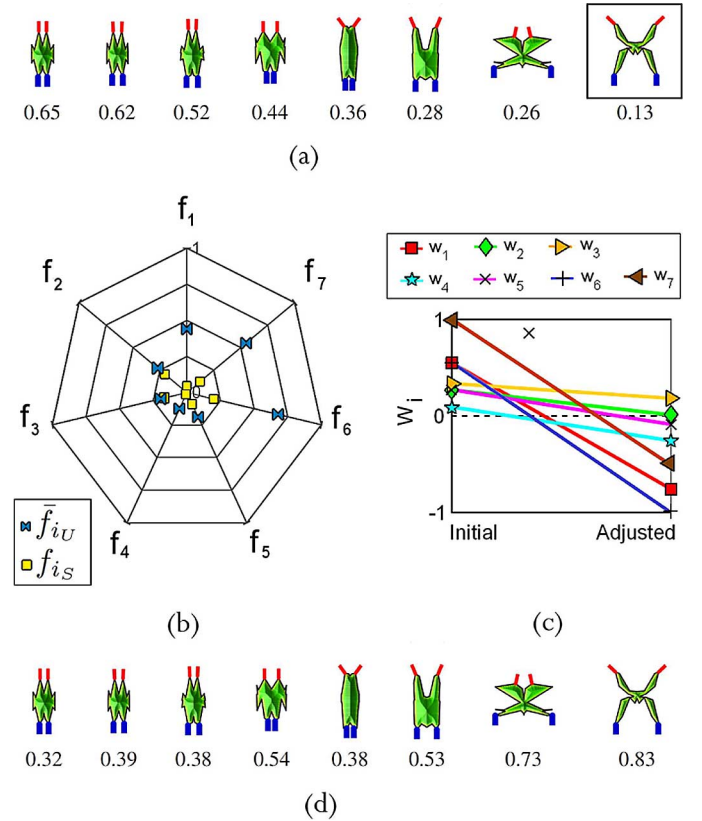 0.65 0.62 0.52 0.44 0.36 0.28 0.26 0.13
(a)
f1
1
f2
f7
0
f3
f6
f4
f5
f̄iU
fiS
(b)
w1 w2 w3
w4 w5 w6 w7
1
wi
0
-1
Initial Adjusted
(c)
0.32 0.39 0.38 0.54 0.38 0.53 0.73 0.83
(d)